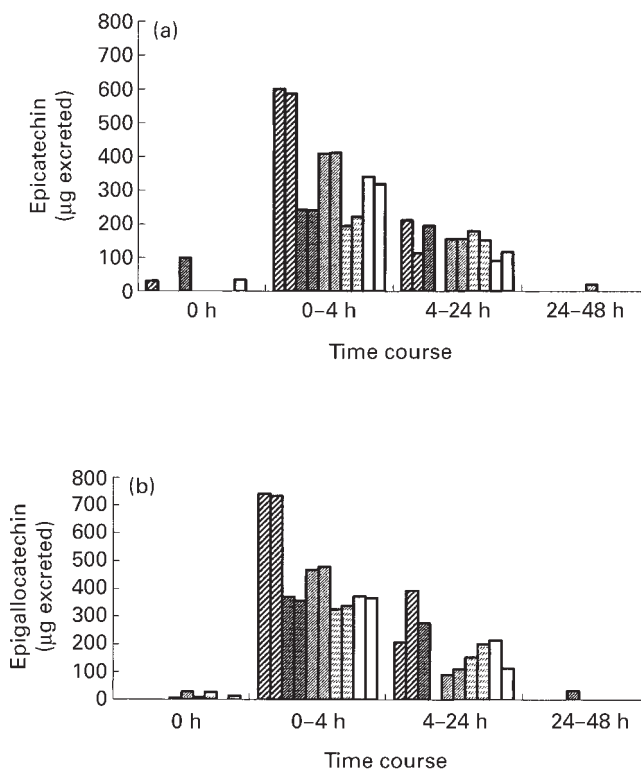 (a)
800
700
600
500
400
300
200
100
0
Epicatechin
(μg excreted)
0 h
0–4 h
4–24 h
24–48 h
Time course
(b)
800
700
600
500
400
300
200
100
0
Epigallocatechin
(μg excreted)
0 h
0–4 h
4–24 h
24–48 h
Time course